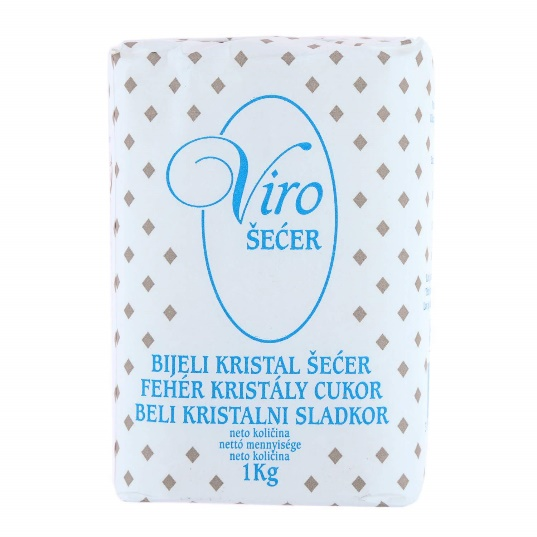 Viro
ŠEĆER
BIJELI KRISTAL ŠEĆER
FEHÉR KRISTÁLY CUKOR
BELI KRISTALNI SLADKOR
neto količina
nettó mennyisége
neto količina
1Kg